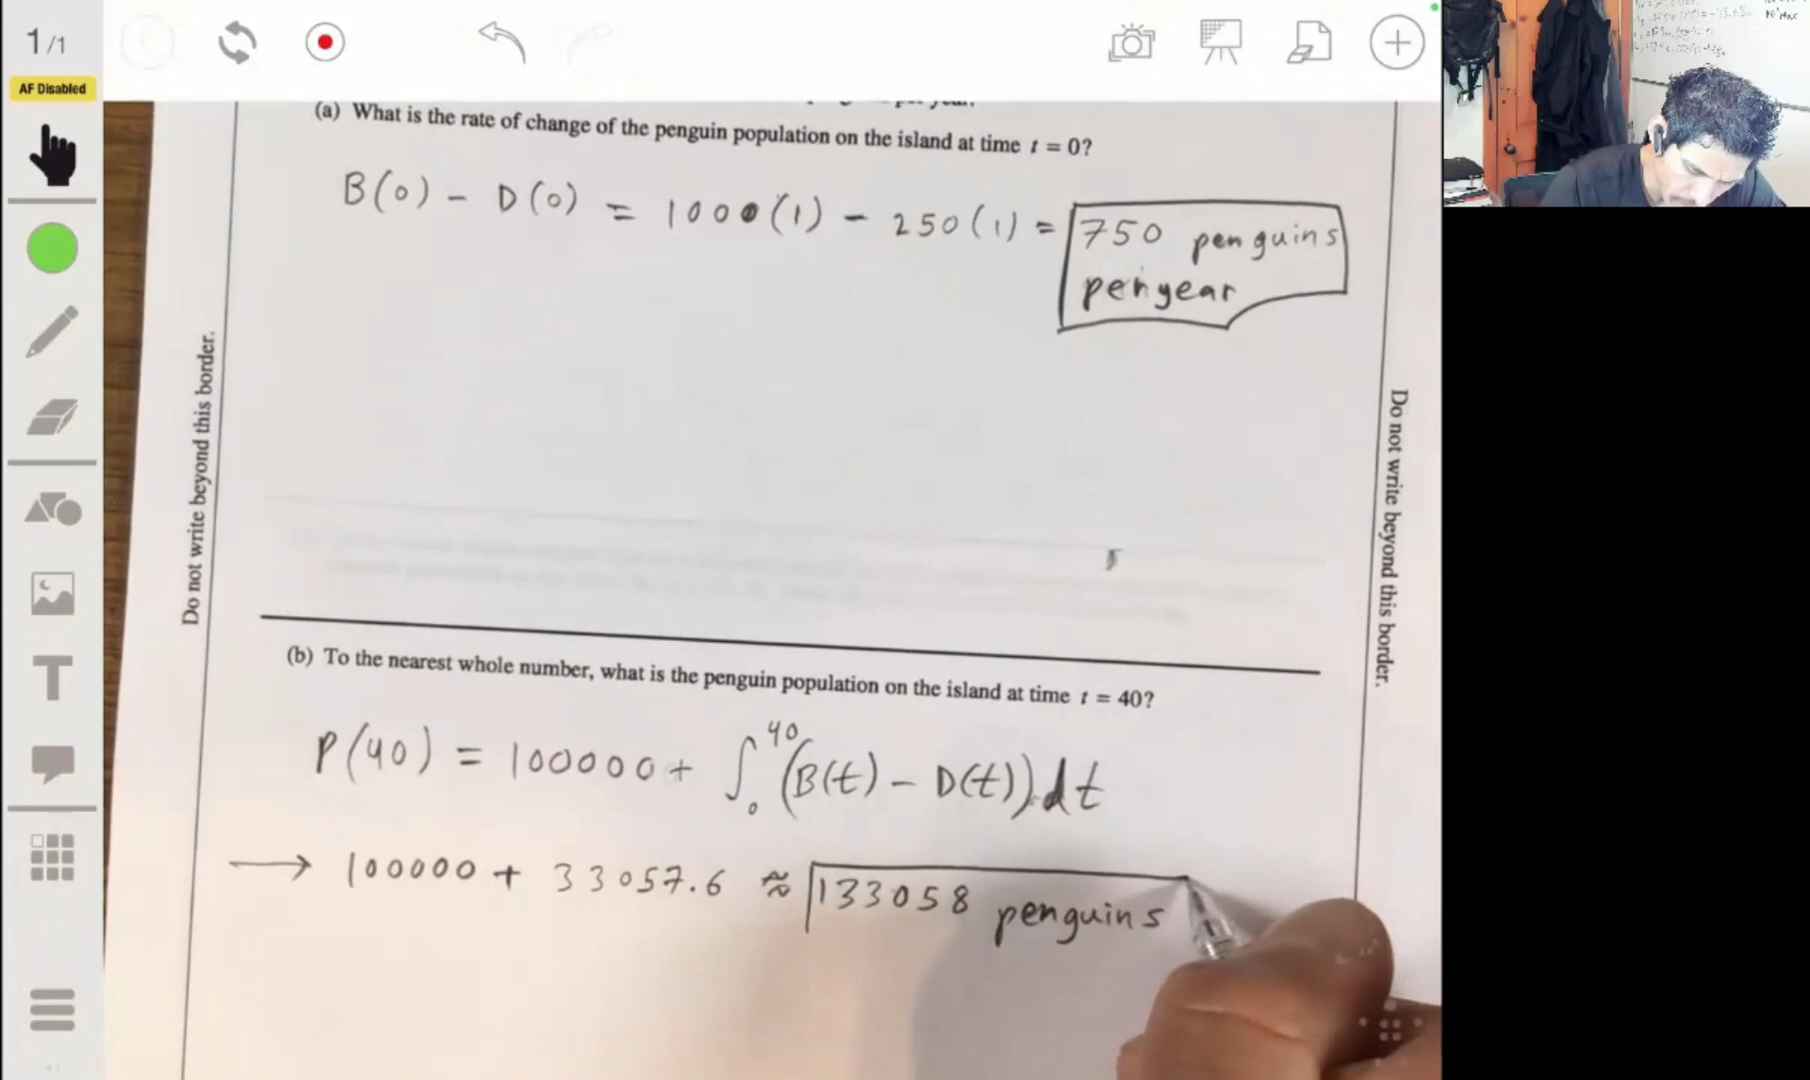 1/1
AF Disabled
(a) What is the rate of change of the penguin population on the island at time t = 0?
B(0) - D(0) = 1000(1) - 250(1) = 750 penguins
per year
Do not write beyond this border.
Do not write beyond this border.
(b) To the nearest whole number, what is the penguin population on the island at time t = 40?
P(40) = 100000 + ∫₀⁴⁰ (B(t) - D(t)) dt
→ 100000 + 33057.6 ≈ 133058 penguins
T